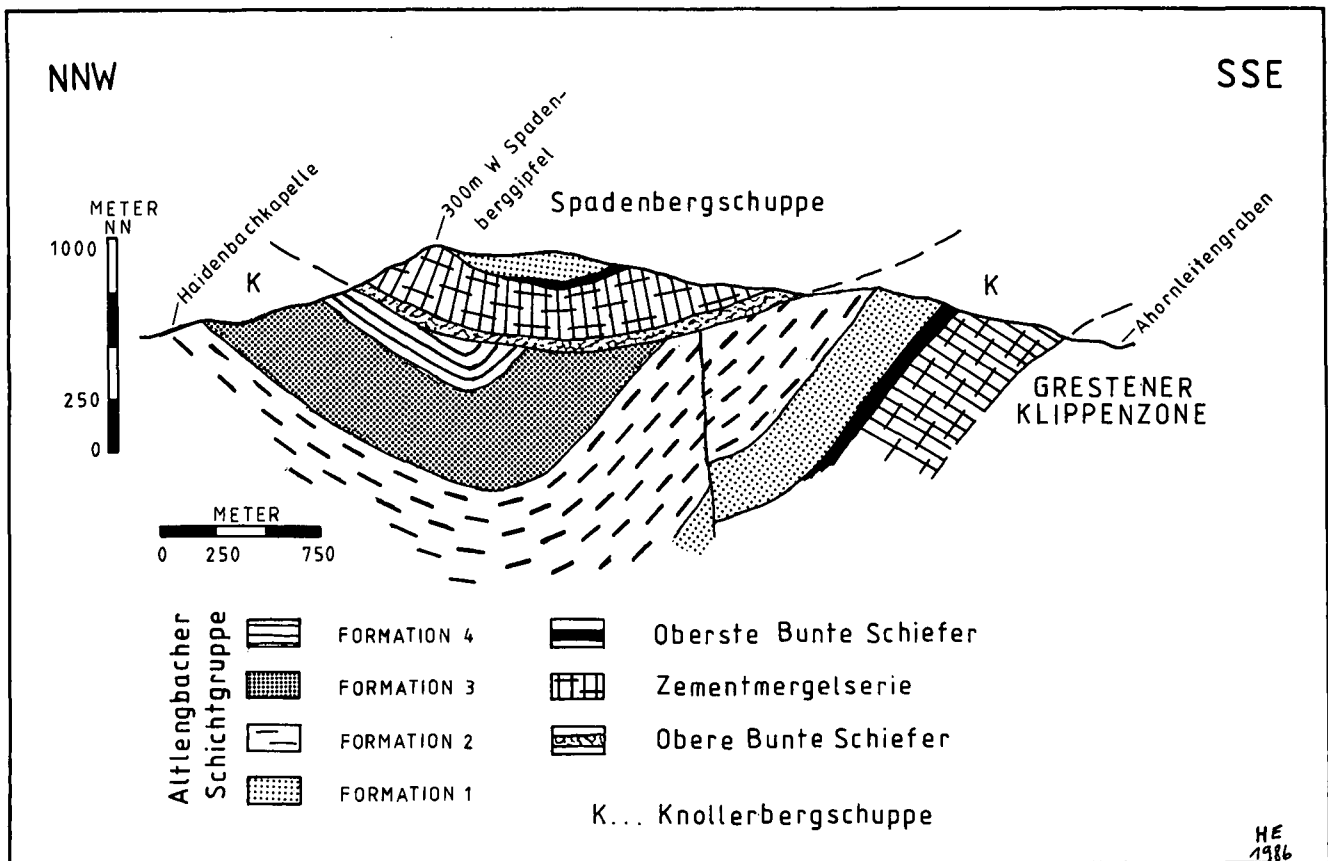 NNW
SSE
Haidenbachkapelle
300m W Spaden-
berggipfel
Spadenbergschuppe
Ahornleitengraben
METER
NN
1000
250
0
K
K
GRESTENER
KLIPPENZONE
METER
0 250 750
Altlengbacher
Schichtgruppe
FORMATION 4
FORMATION 3
FORMATION 2
FORMATION 1
Oberste Bunte Schiefer
Zementmergelserie
Obere Bunte Schiefer
K... Knollerbergschuppe
HE
1986